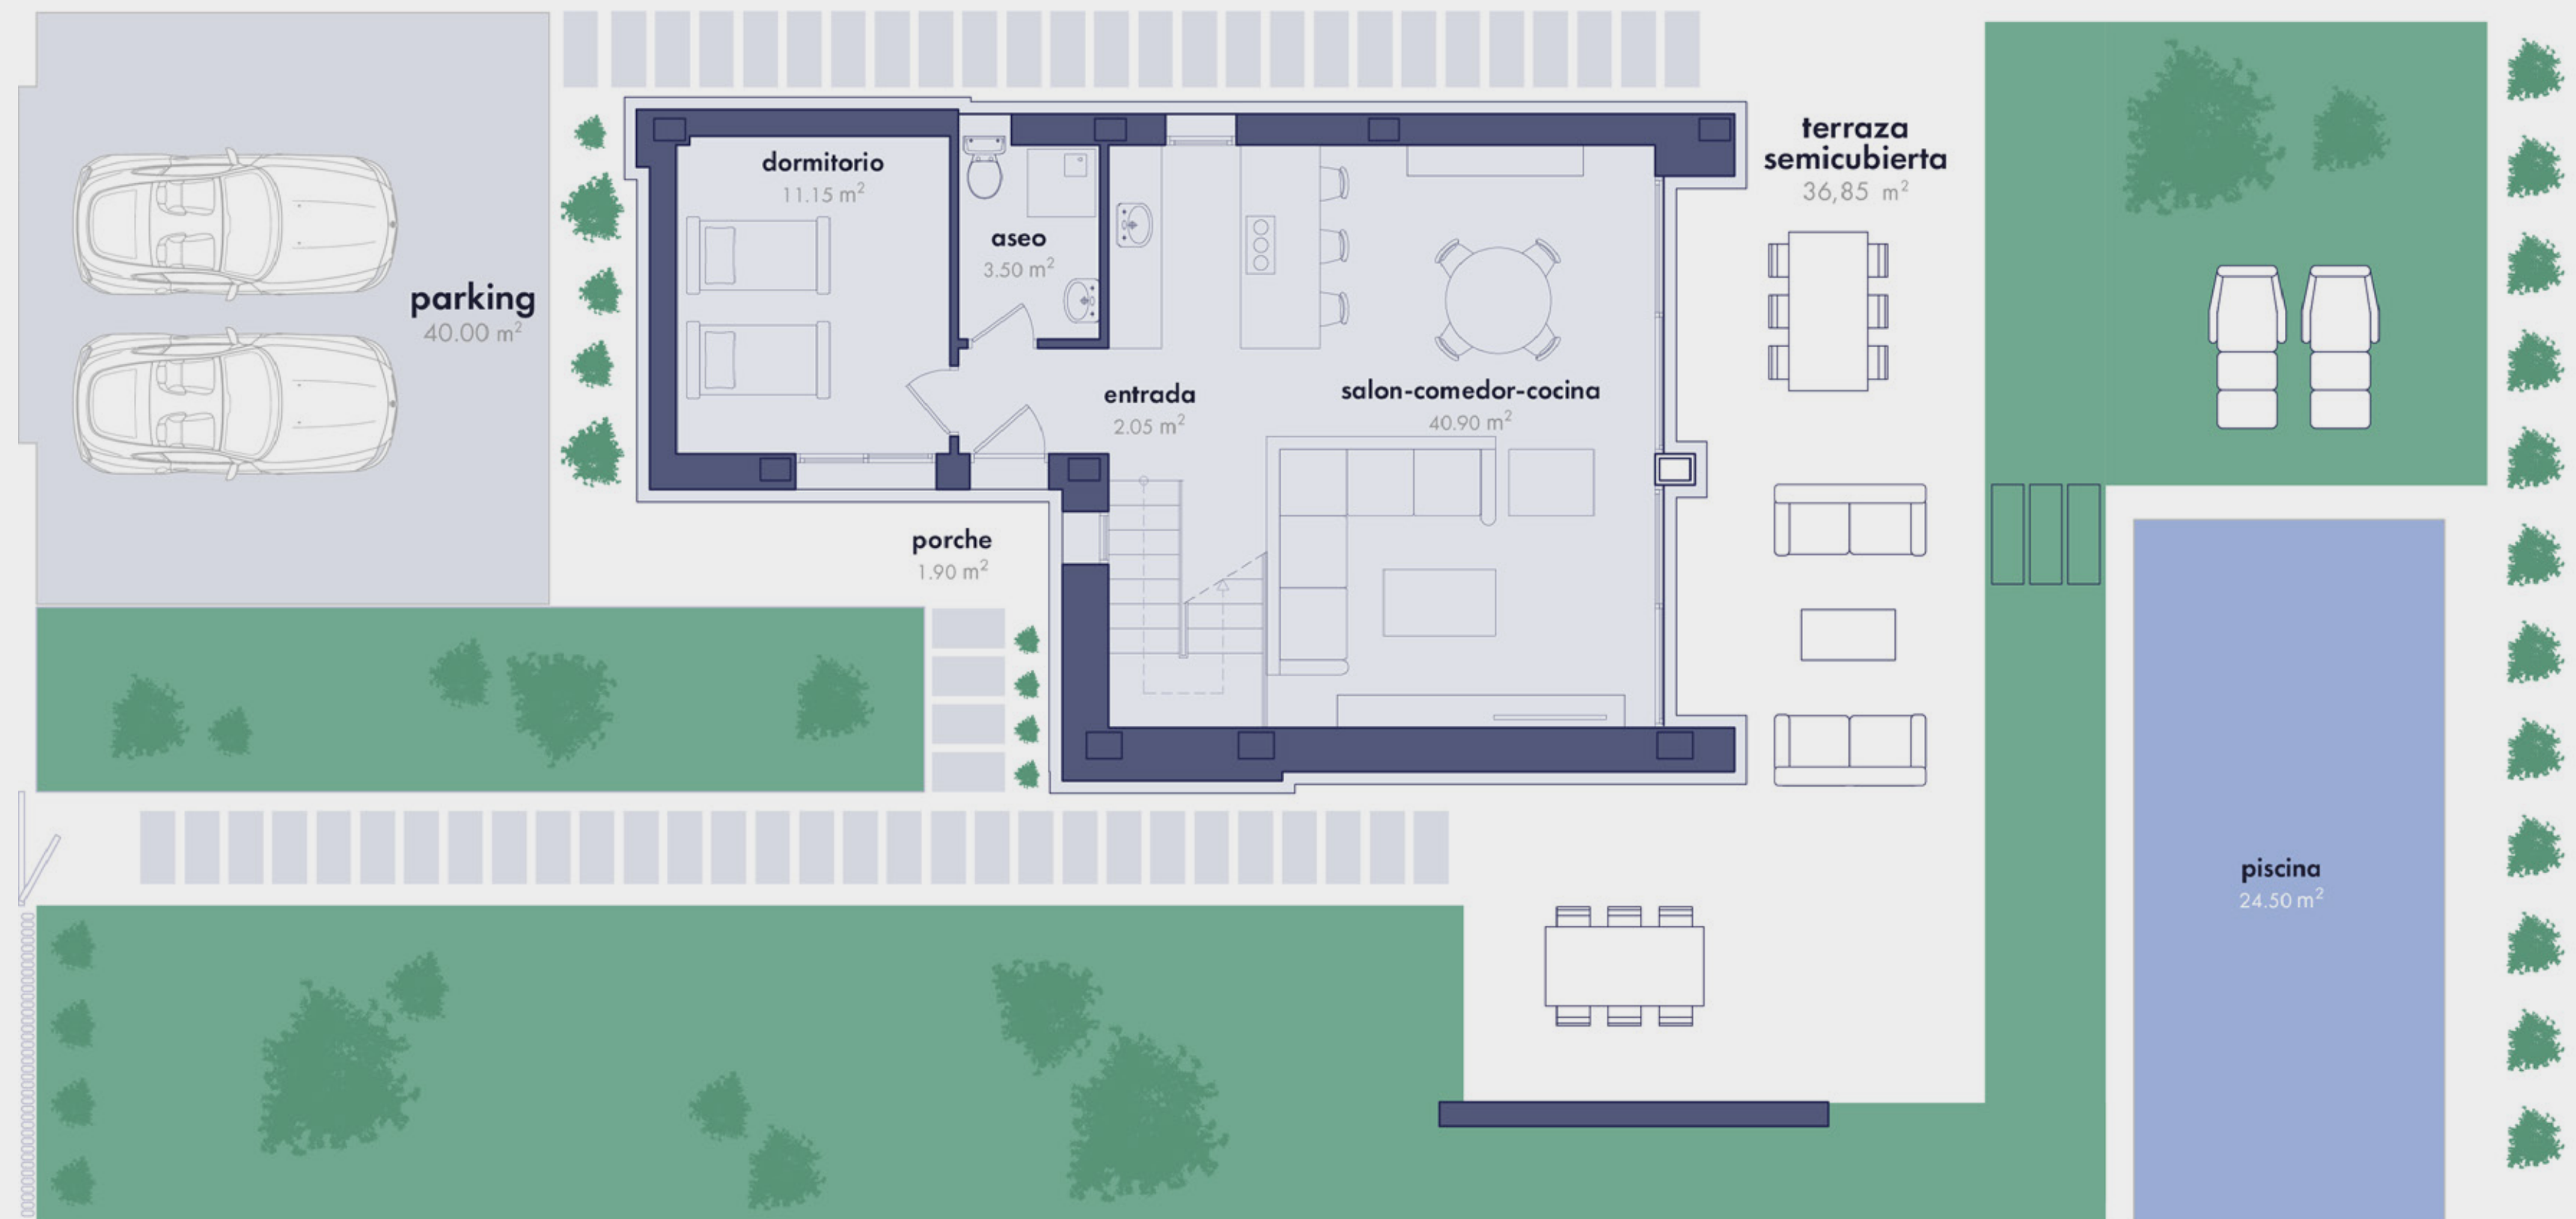 parking
40.00 m²
dormitorio
11.15 m²
aseo
3.50 m²
entrada
2.05 m²
salon-comedor-cocina
40.90 m²
terraza
semicubierta
36,85 m²
porche
1.90 m²
piscina
24.50 m²